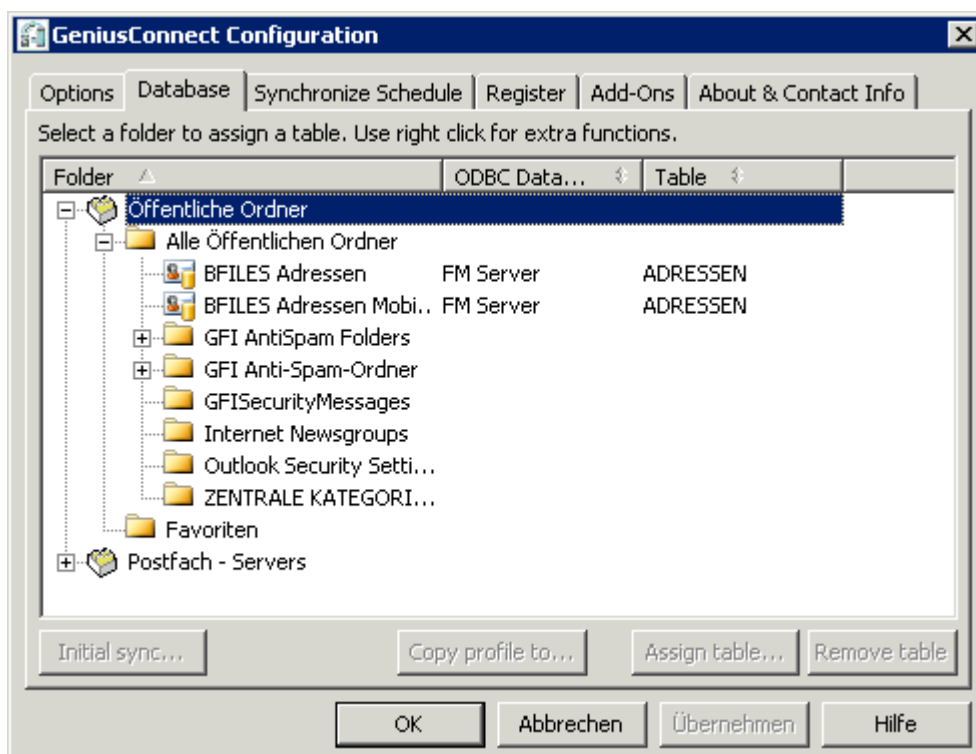 GeniusConnect Configuration
Options Database Synchronize Schedule Register Add-Ons About & Contact Info
Select a folder to assign a table. Use right click for extra functions.
Folder ODBC Data... Table
Öffentliche Ordner
Alle Öffentlichen Ordner
BFILES Adressen FM Server ADRESSEN
BFILES Adressen Mobi.. FM Server ADRESSEN
GFI AntiSpam Folders
GFI Anti-Spam-Ordner
GFISecurityMessages
Internet Newsgroups
Outlook Security Setti...
ZENTRALE KATEGORI...
Favoriten
Postfach - Servers
Initial sync... Copy profile to... Assign table... Remove table
OK Abbrechen Übernehmen Hilfe